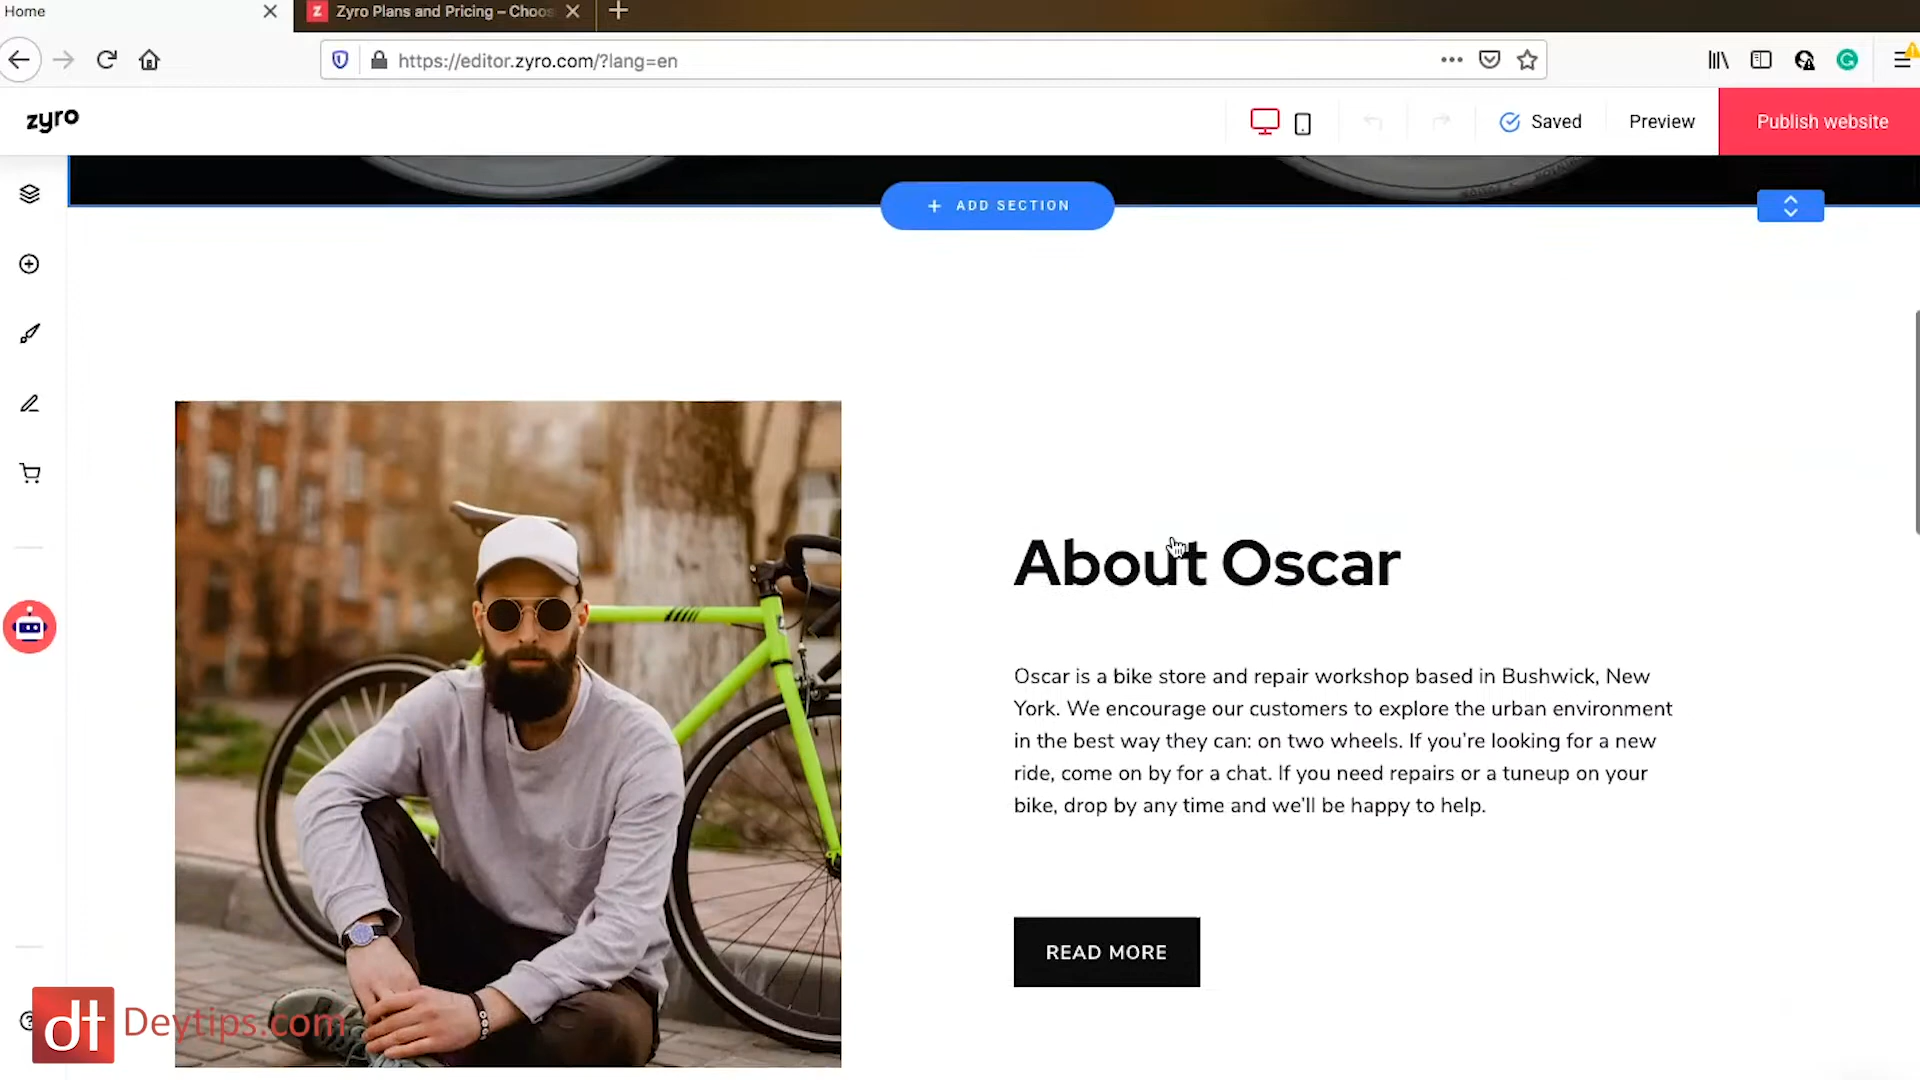 Home
Z Zyro Plans and Pricing – Choos
https://editor.zyro.com/?lang=en
zyro
Saved
Preview
Publish website
+ ADD SECTION
About Oscar
Oscar is a bike store and repair workshop based in Bushwick, New
York. We encourage our customers to explore the urban environment
in the best way they can: on two wheels. If you’re looking for a new
ride, come on by for a chat. If you need repairs or a tuneup on your
bike, drop by any time and we’ll be happy to help.
READ MORE
dt Deytips.com